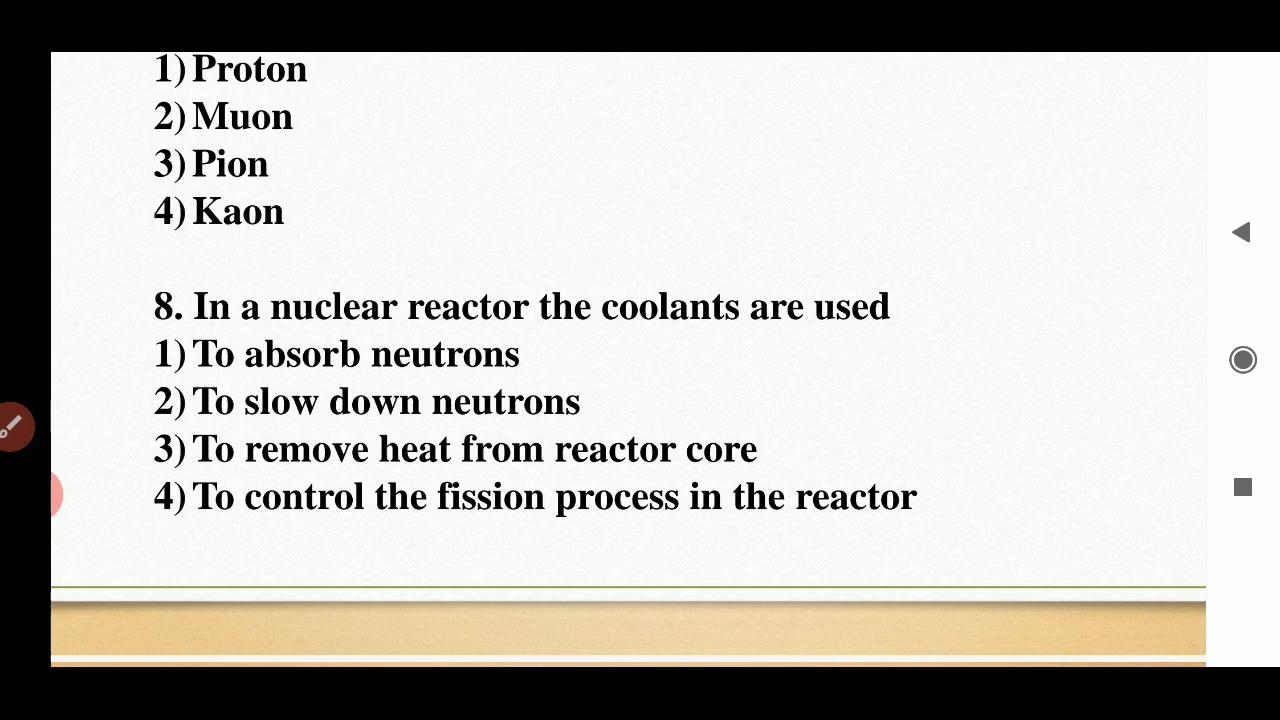 1) Proton
2) Muon
3) Pion
4) Kaon
8. In a nuclear reactor the coolants are used
1) To absorb neutrons
2) To slow down neutrons
3) To remove heat from reactor core
4) To control the fission process in the reactor